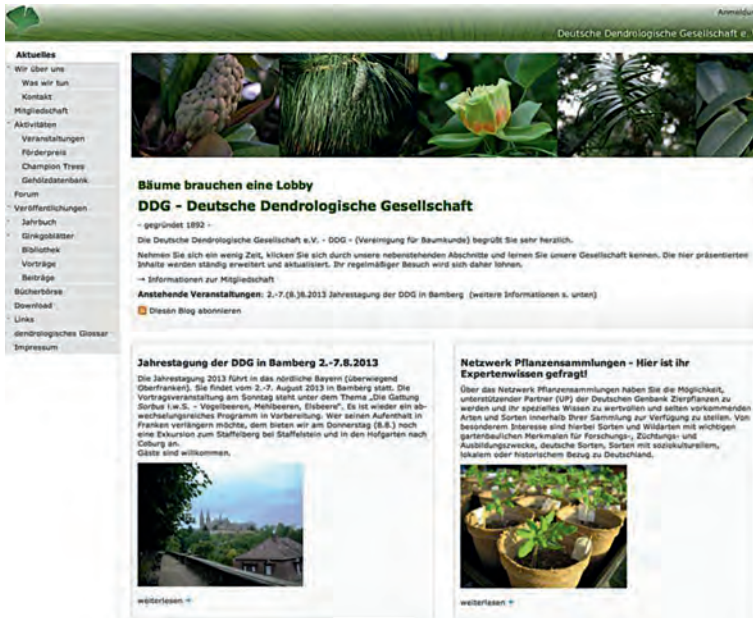 Anmeldun
Deutsche Dendrologische Gesellschaft e.
Aktuelles
Wir über uns
Was wir tun
Kontakt
Mitgliedschaft
Aktivitäten
Veranstaltungen
Förderpreis
Champion Trees
Gehölzdatenbank
Forum
Veröffentlichungen
Jahrbuch
Ginkgoblätter
Bibliothek
Vorträge
Beiträge
Bücherbörse
Download
Links
dendrologisches Glossar
Impressum
Bäume brauchen eine Lobby
DDG - Deutsche Dendrologische Gesellschaft
- gegründet 1892 -
Die Deutsche Dendrologische Gesellschaft e.V. - DDG - (Vereinigung für Baumkunde) begrüßt Sie sehr herzlich.
Nehmen Sie sich ein wenig Zeit, klicken Sie sich durch unsere nebenstehenden Abschnitte und lernen Sie unsere Gesellschaft kennen. Die hier präsentierten
Inhalte werden ständig erweitert und aktualisiert. Ihr regelmäßiger Besuch wird sich daher lohnen.
→ Informationen zur Mitgliedschaft
Anstehende Veranstaltungen: 2.-7.(8.)8.2013 Jahrestagung der DDG in Bamberg (weitere Informationen s. unten)
Diesen Blog abonnieren
Jahrestagung der DDG in Bamberg 2.-7.8.2013
Die Jahrestagung 2013 führt in das nördliche Bayern (überwiegend
Oberfranken). Sie findet vom 2.-7. August 2013 in Bamberg statt. Die
Vortragsveranstaltung am Sonntag steht unter dem Thema „Die Gattung
Sorbus i.w.S. - Vogelbeeren, Mehlbeeren, Elsbeere". Es ist wieder ein ab-
wechselungsreiches Programm in Vorbereitung. Wer seinen Aufenthalt in
Franken verlängern möchte, dem bieten wir am Donnerstag (8.8.) noch
eine Exkursion zum Staffelberg bei Staffelstein und in den Hofgarten nach
Coburg an.
Gäste sind willkommen.
weiterlesen
Netzwerk Pflanzensammlungen - Hier ist ihr
Expertenwissen gefragt!
Über das Netzwerk Pflanzensammlungen haben Sie die Möglichkeit,
unterstützender Partner (UP) der Deutschen Genbank Zierpflanzen zu
werden und ihr spezielles Wissen zu wertvollen und selten vorkommenden
Arten und Sorten innerhalb Ihrer Sammlung zur Verfügung zu stellen. Von
besonderem Interesse sind hierbei Sorten und Wildarten mit wichtigen
gartenbaulichen Merkmalen für Forschungs-, Züchtungs- und
Ausbildungszwecke, deutsche Sorten, Sorten mit soziokulturellem,
lokalem oder historischem Bezug zu Deutschland.
weiterlesen